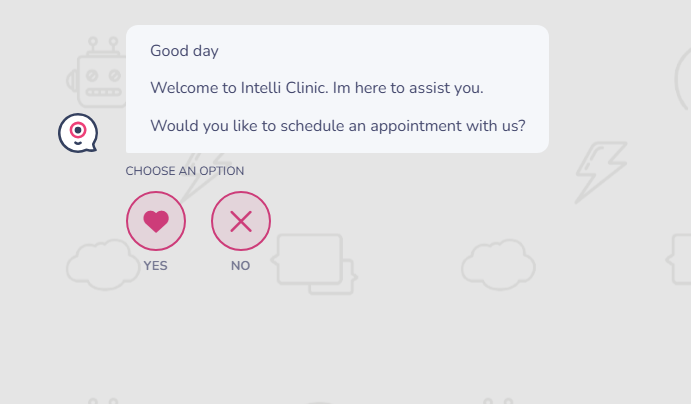 Good day
Welcome to Intelli Clinic. Im here to assist you.
Would you like to schedule an appointment with us?
CHOOSE AN OPTION
YES NO